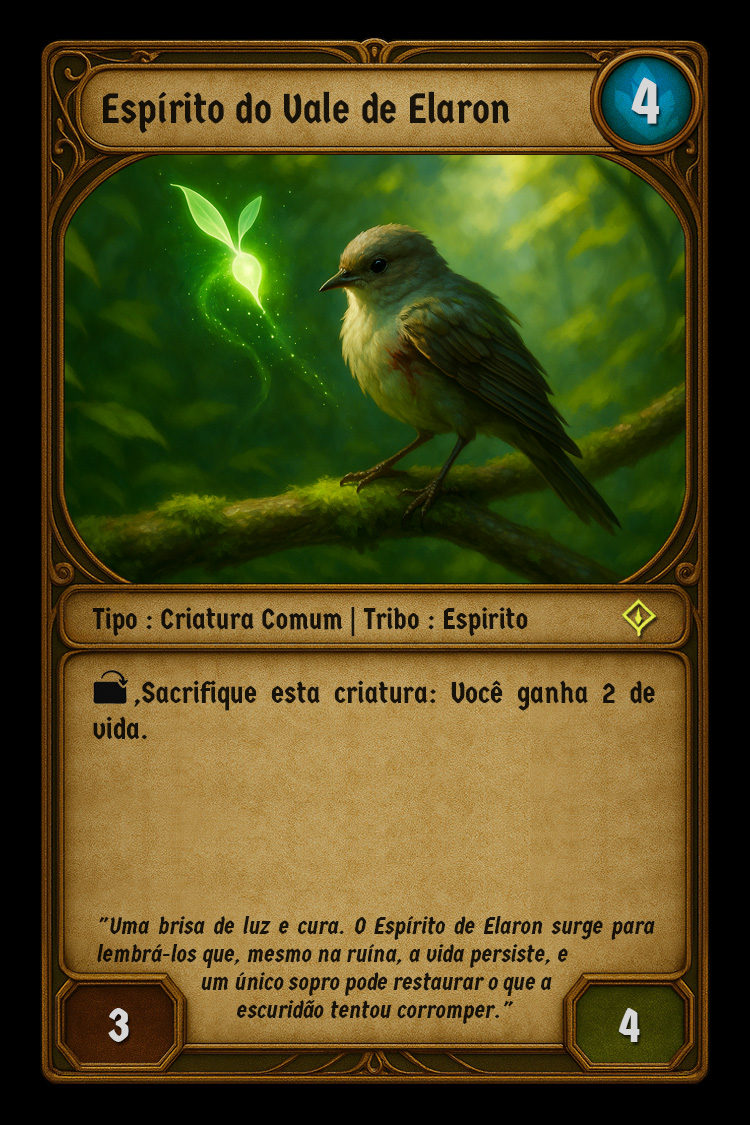 Espírito do Vale de Elaron
4
Tipo : Criatura Comum | Tribo : Espirito
,Sacrifique esta criatura: Você ganha 2 de
vida.
"Uma brisa de luz e cura. O Espírito de Elaron surge para
lembrá-los que, mesmo na ruína, a vida persiste, e
um único sopro pode restaurar o que a
escuridão tentou corromper."
3
4